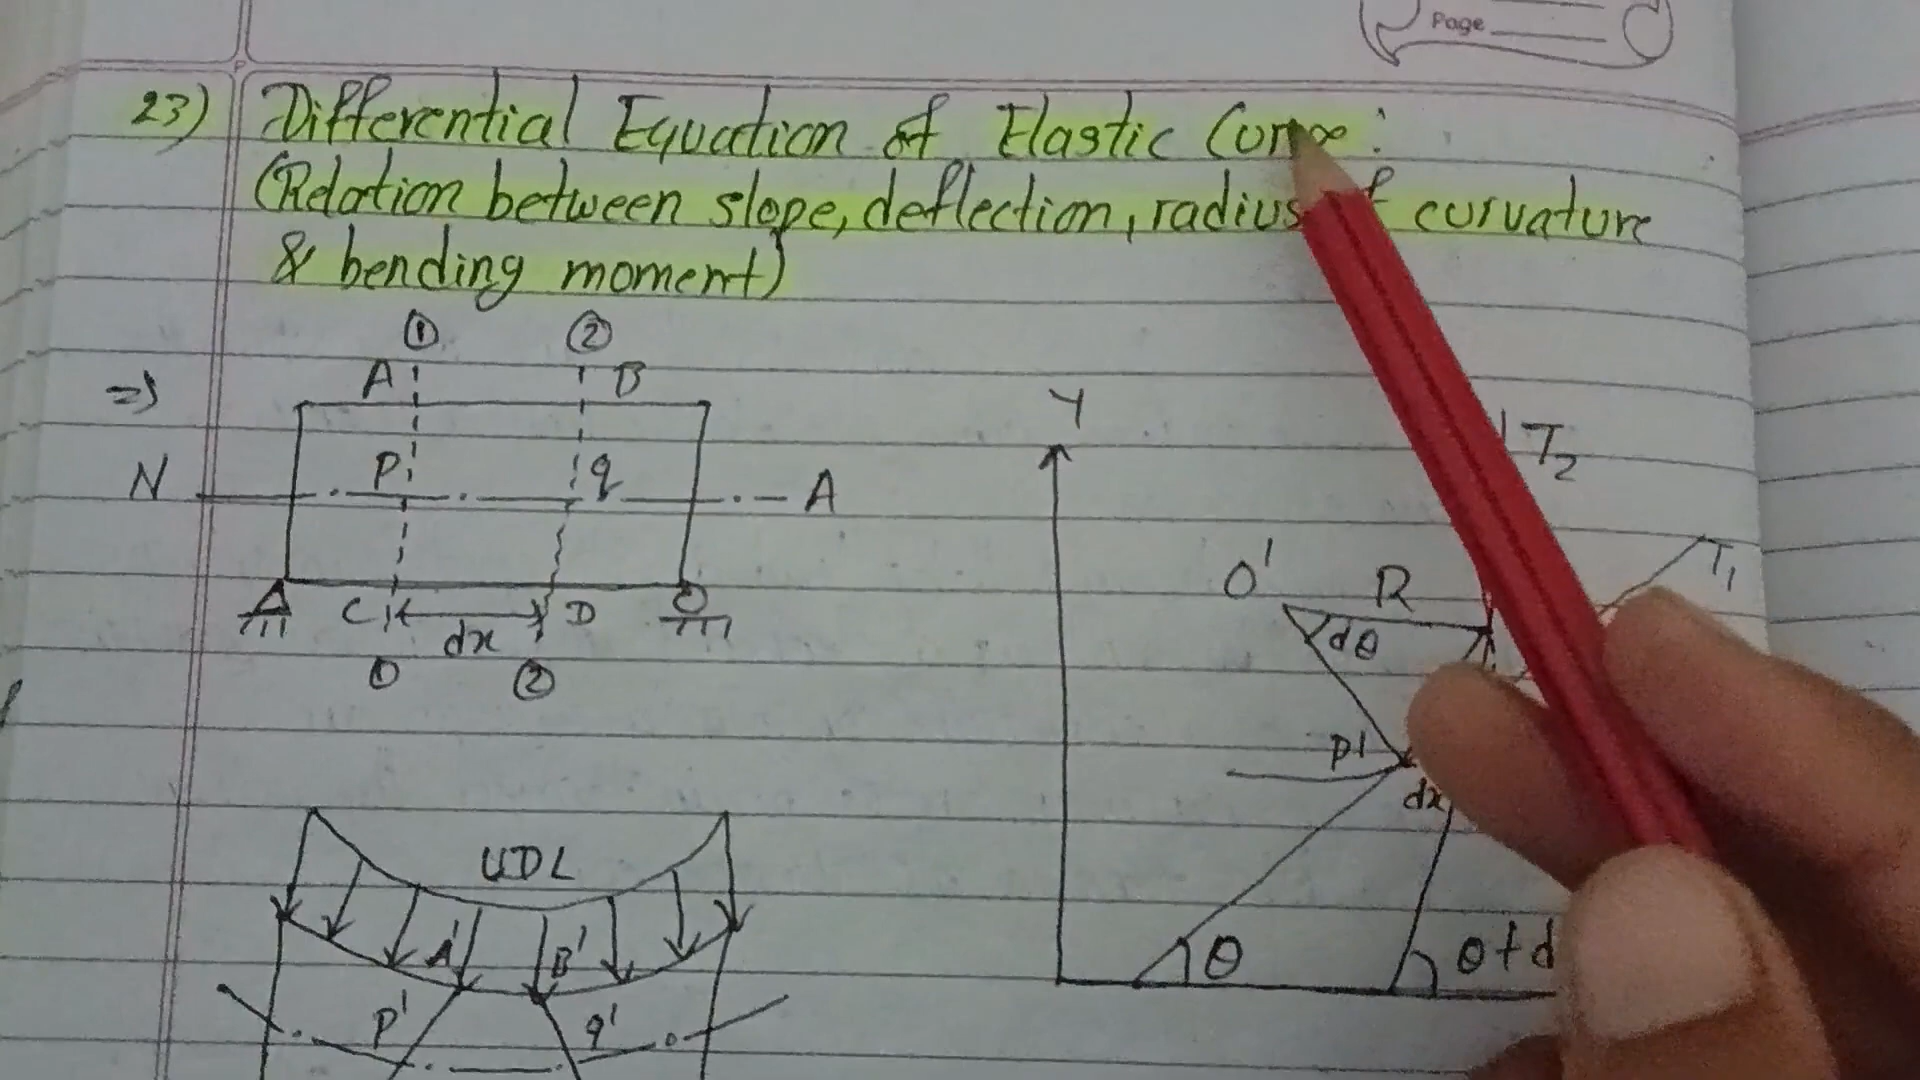 Page
23) Differential Equation of Elastic Curve:
(Relation between slope, deflection, radius of curvature
& bending moment)
① ②
=> A B
N P q A
C D
dx
① ②
UDL
A' B'
P' q'
Y
T2
T1
O' R
dθ
P'
dx
θ θ+d